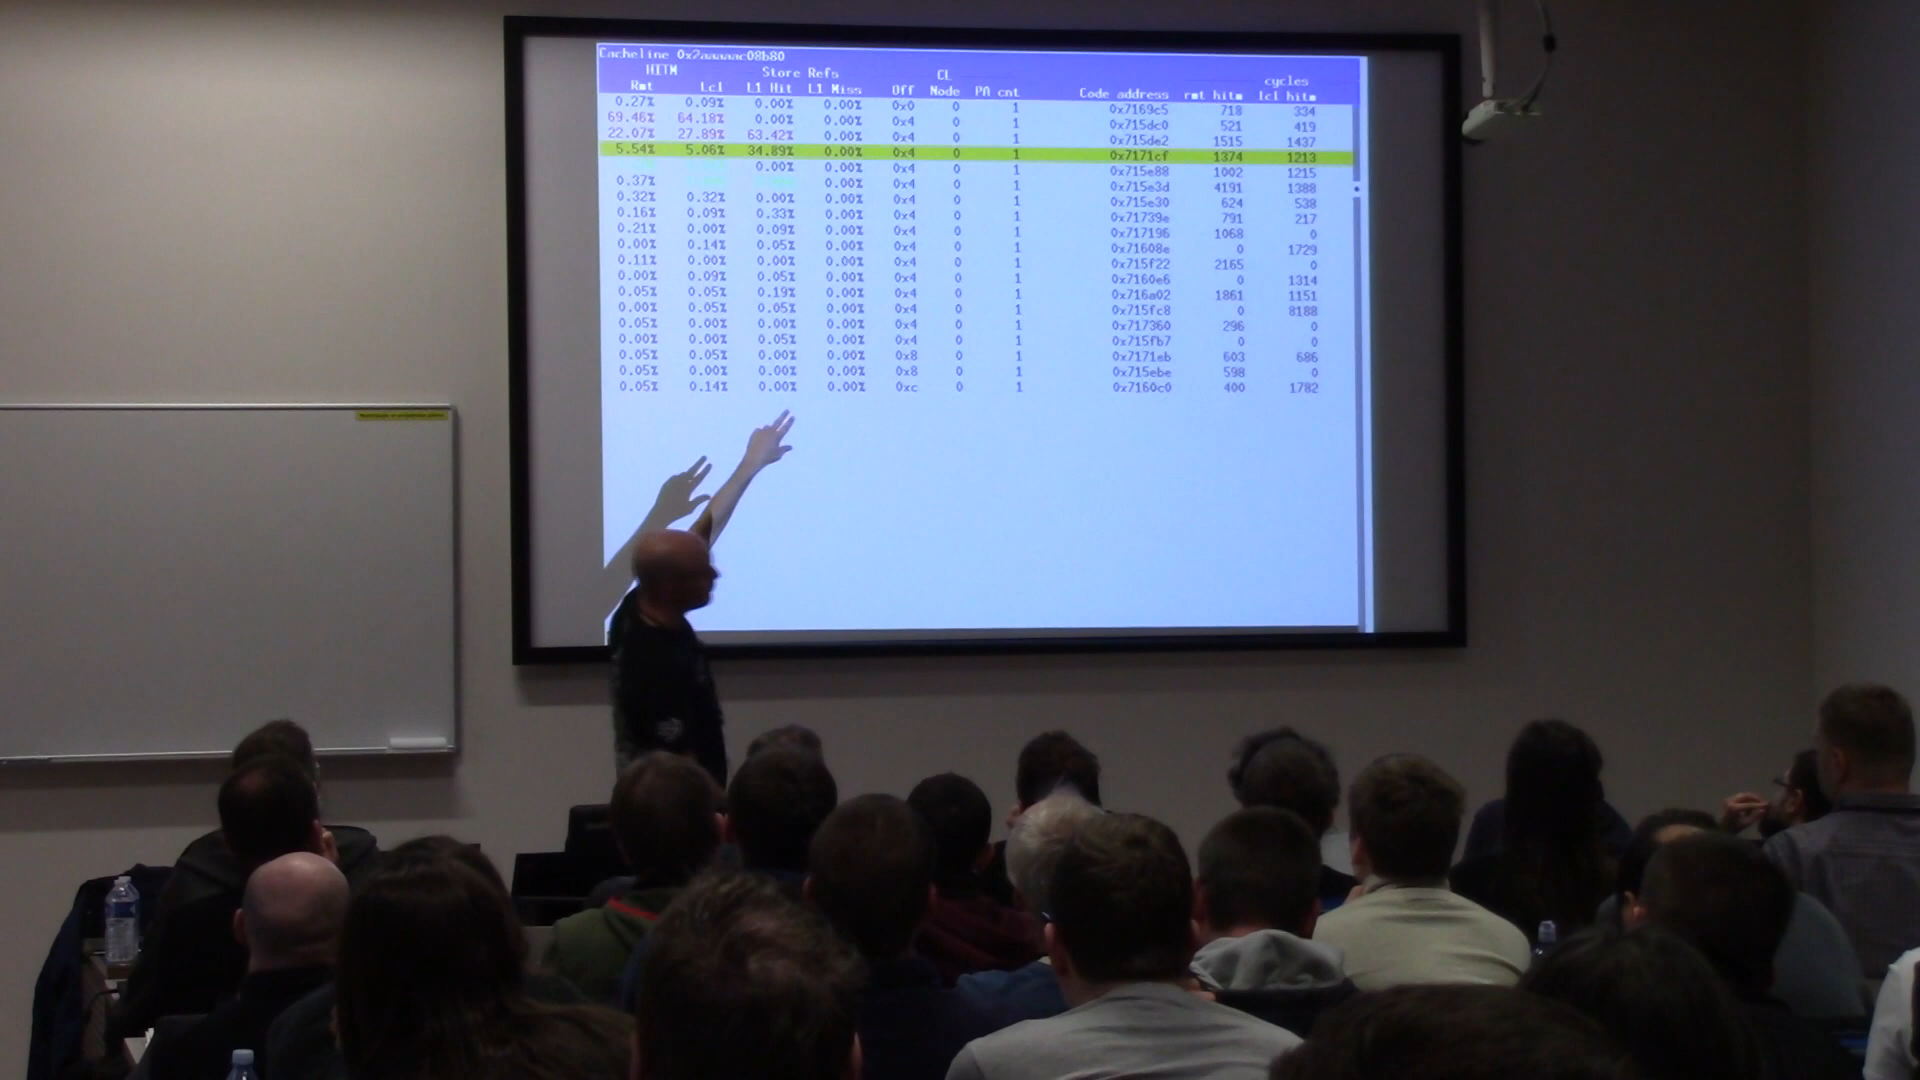 Cacheline 0x2aaaaac08b80
HITM Store Refs CL cycles
Rmt Lcl L1 Hit L1 Miss Off Node PA cnt Code address rmt hitm lcl hitm
0.27% 0.09% 0.00% 0.00% 0x0 0 1 0x7169c5 718 334
69.46% 64.18% 0.00% 0.00% 0x4 0 1 0x715dc0 521 419
22.07% 27.89% 63.42% 0.00% 0x4 0 1 0x715de2 1515 1437
5.54% 5.06% 34.89% 0.00% 0x4 0 1 0x7171cf 1374 1213
0.00% 0.00% 0x4 0 1 0x715e88 1002 1215
0.37% 0.00% 0x4 0 1 0x715e3d 4191 1388
0.32% 0.32% 0.00% 0.00% 0x4 0 1 0x715e30 624 538
0.16% 0.09% 0.33% 0.00% 0x4 0 1 0x71739e 791 217
0.21% 0.00% 0.09% 0.00% 0x4 0 1 0x717196 1068 0
0.00% 0.14% 0.05% 0.00% 0x4 0 1 0x71608e 0 1729
0.11% 0.00% 0.00% 0.00% 0x4 0 1 0x715f22 2165 0
0.00% 0.09% 0.05% 0.00% 0x4 0 1 0x7160e6 0 1314
0.05% 0.05% 0.19% 0.00% 0x4 0 1 0x716a02 1861 1151
0.00% 0.05% 0.05% 0.00% 0x4 0 1 0x715fc8 0 8188
0.05% 0.00% 0.00% 0.00% 0x4 0 1 0x717360 296 0
0.00% 0.00% 0.05% 0.00% 0x4 0 1 0x715fb7 0 0
0.05% 0.05% 0.00% 0.00% 0x8 0 1 0x7171eb 603 686
0.05% 0.00% 0.00% 0.00% 0x8 0 1 0x715ebe 598 0
0.05% 0.14% 0.00% 0.00% 0xc 0 1 0x7160c0 400 1782